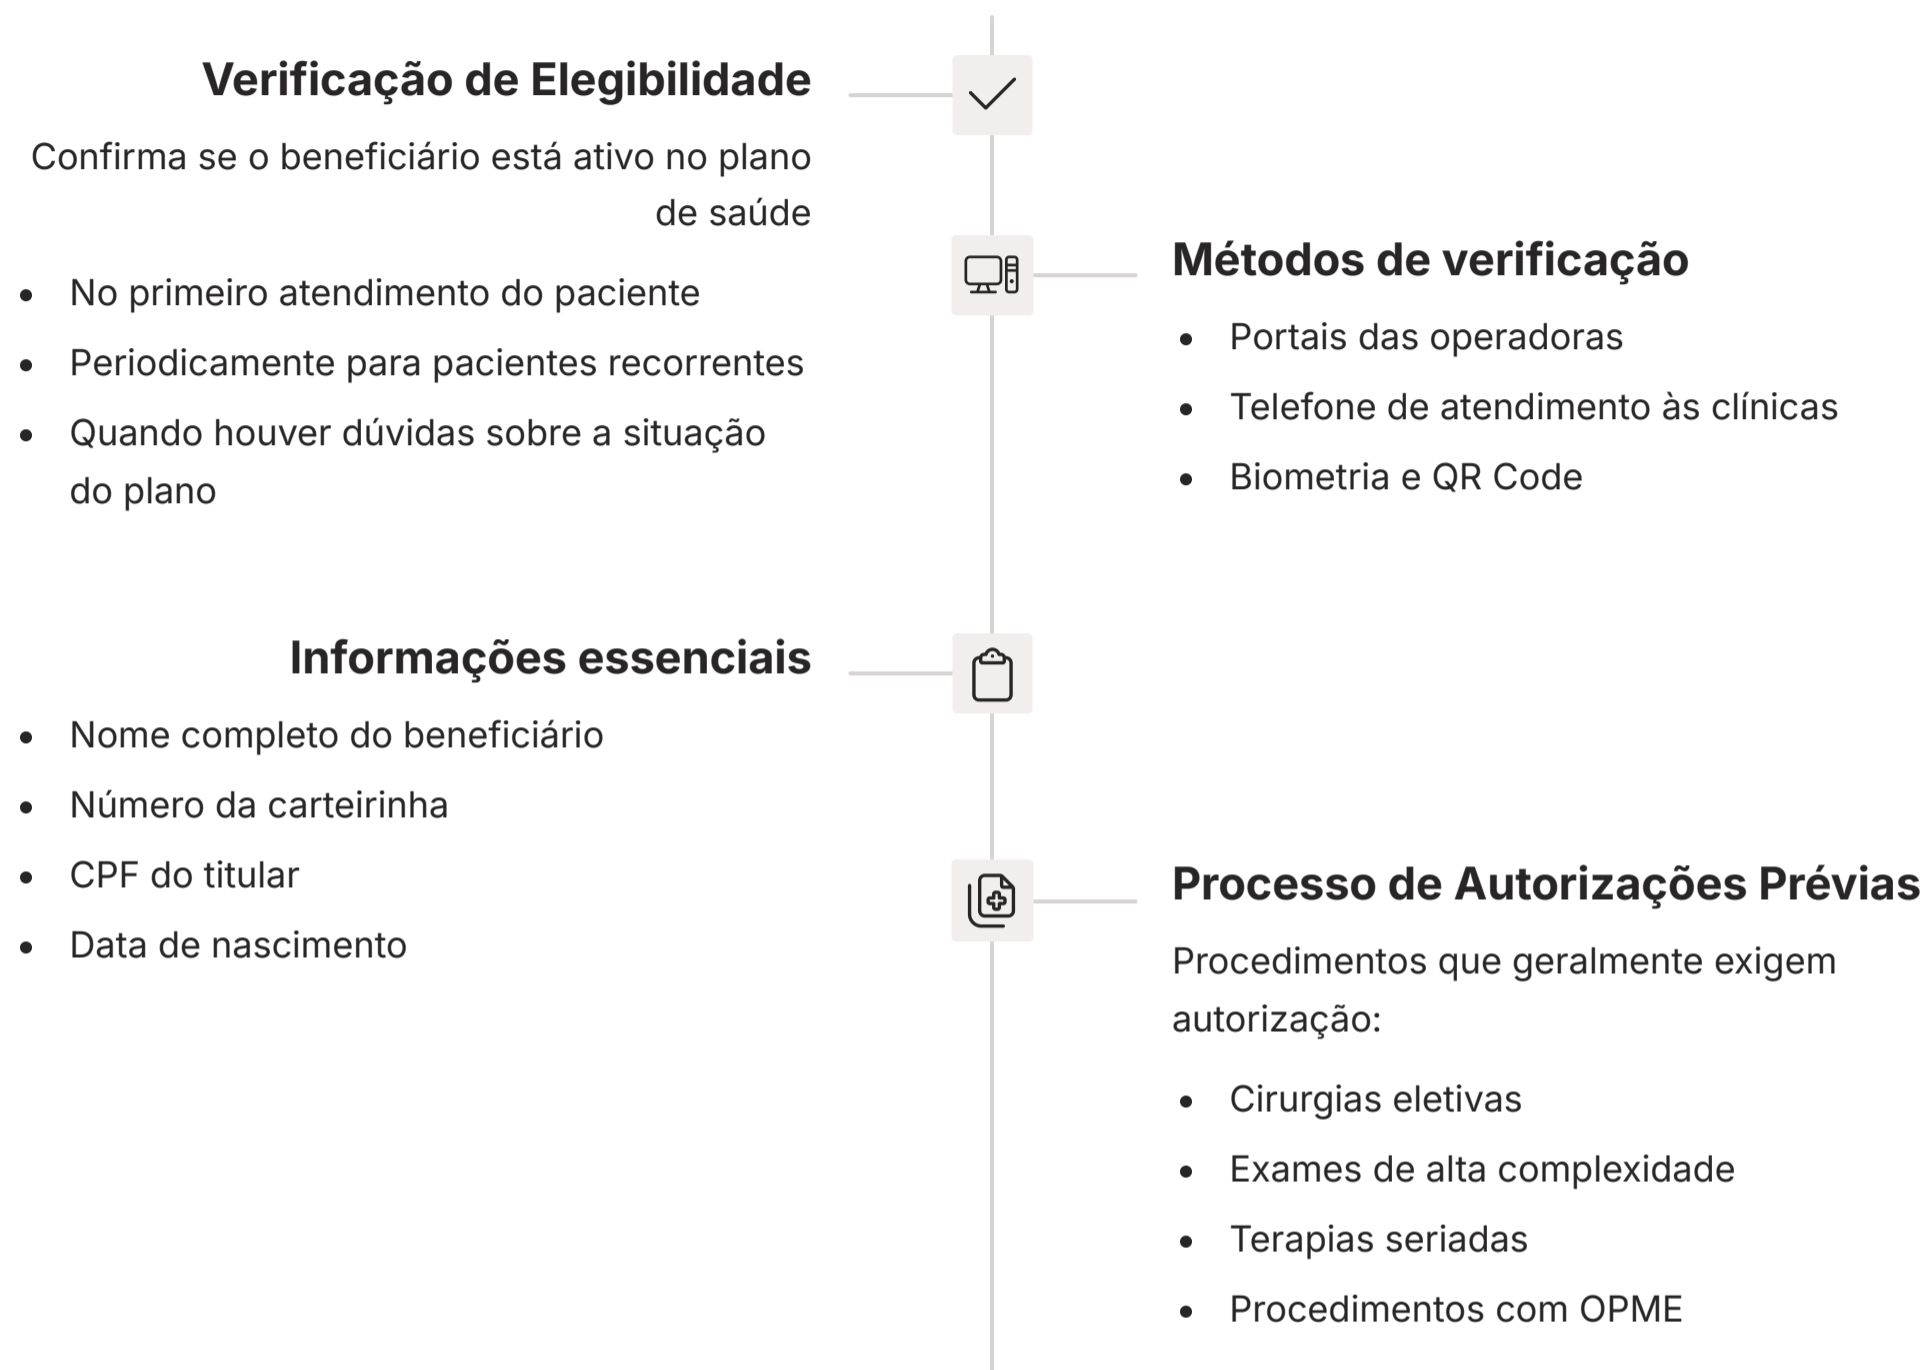 Verificação de Elegibilidade
Confirma se o beneficiário está ativo no plano
de saúde
• No primeiro atendimento do paciente
• Periodicamente para pacientes recorrentes
• Quando houver dúvidas sobre a situação
do plano
Métodos de verificação
• Portais das operadoras
• Telefone de atendimento às clínicas
• Biometria e QR Code
Informações essenciais
• Nome completo do beneficiário
• Número da carteirinha
• CPF do titular
• Data de nascimento
Processo de Autorizações Prévias
Procedimentos que geralmente exigem
autorização:
• Cirurgias eletivas
• Exames de alta complexidade
• Terapias seriadas
• Procedimentos com OPME